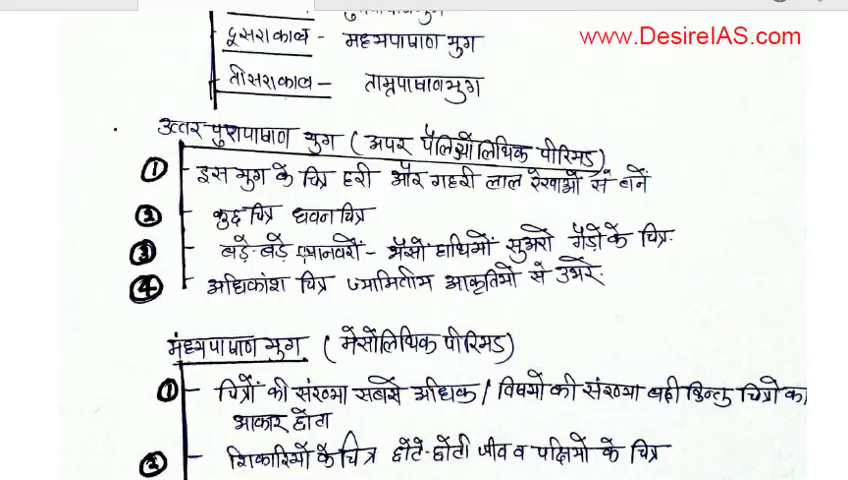 www.DesireIAS.com
दूसरा काल - मध्यपाषाण युग
तीसरा काल - ताम्रपाषाण युग
उत्तर पुरापाषाण युग (अपर पैलिओलिथिक पीरियड)
① इस युग के चित्र हरी और गहरी लाल रेखाओं से बनें
② कुछ चित्र धवन चित्र
③ बड़े-बड़े जानवरों - भैंसो हाथियों सुअरो गैंड़ो के चित्र
④ अधिकांश चित्र ज्यामितीय आकृतियों से उभरे
मध्यपाषाण युग (मेसोलिथिक पीरियड)
① - चित्रों की संख्या सबसे अधिक / विषयों की संख्या बढ़ी किन्तु चित्रो का
आकार छोटा
② - शिकारियों के चित्र छोटे-छोटी जीव व पक्षियों के चित्र